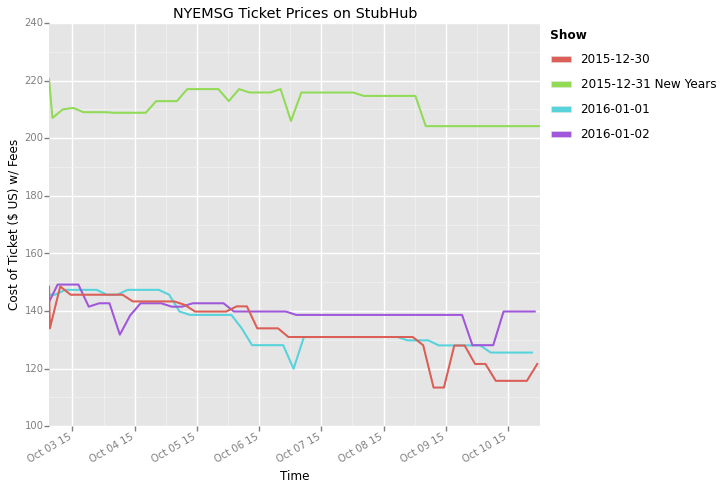 NYEMSG Ticket Prices on StubHub
Cost of Ticket ($ US) w/ Fees
240
220
200
180
160
140
120
100
Oct 03 15
Oct 04 15
Oct 05 15
Oct 06 15
Oct 07 15
Oct 08 15
Oct 09 15
Oct 10 15
Time
Show
2015-12-30
2015-12-31 New Years
2016-01-01
2016-01-02